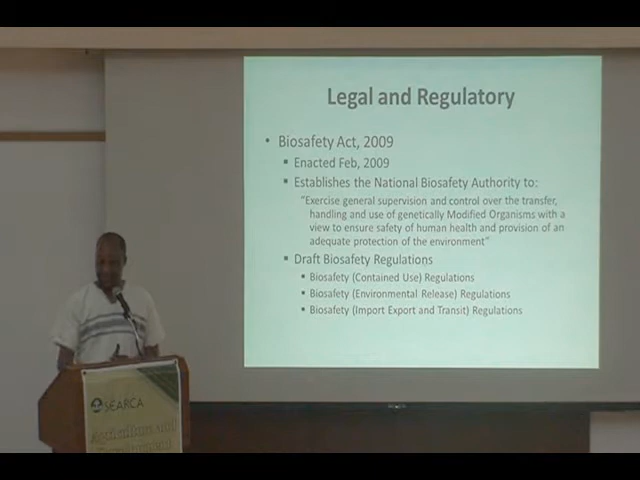 Legal and Regulatory
• Biosafety Act, 2009
▪ Enacted Feb, 2009
▪ Establishes the National Biosafety Authority to:
“Exercise general supervision and control over the transfer,
handling and use of genetically Modified Organisms with a
view to ensure safety of human health and provision of an
adequate protection of the environment”
▪ Draft Biosafety Regulations
▪ Biosafety (Contained Use) Regulations
▪ Biosafety (Environmental Release) Regulations
▪ Biosafety (Import Export and Transit) Regulations
SEARCA
Agriculture and